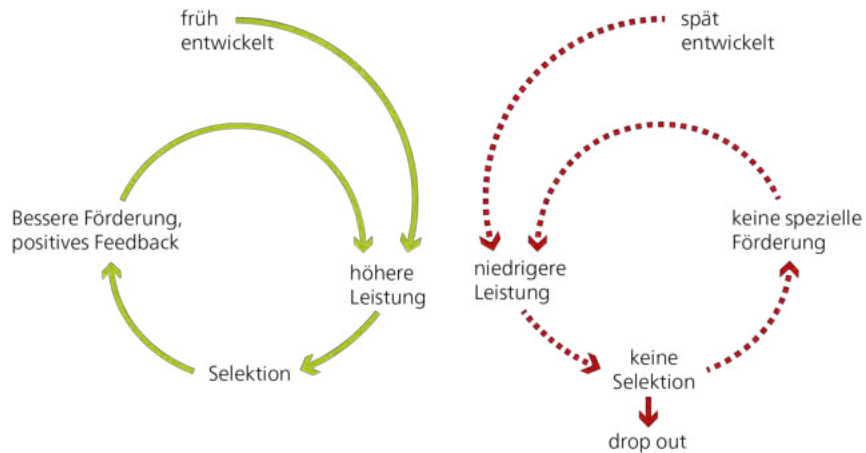 früh
entwickelt
spät
entwickelt
Bessere Förderung,
positives Feedback
höhere
Leistung
Selektion
niedrigere
Leistung
keine spezielle
Förderung
keine
Selektion
drop out